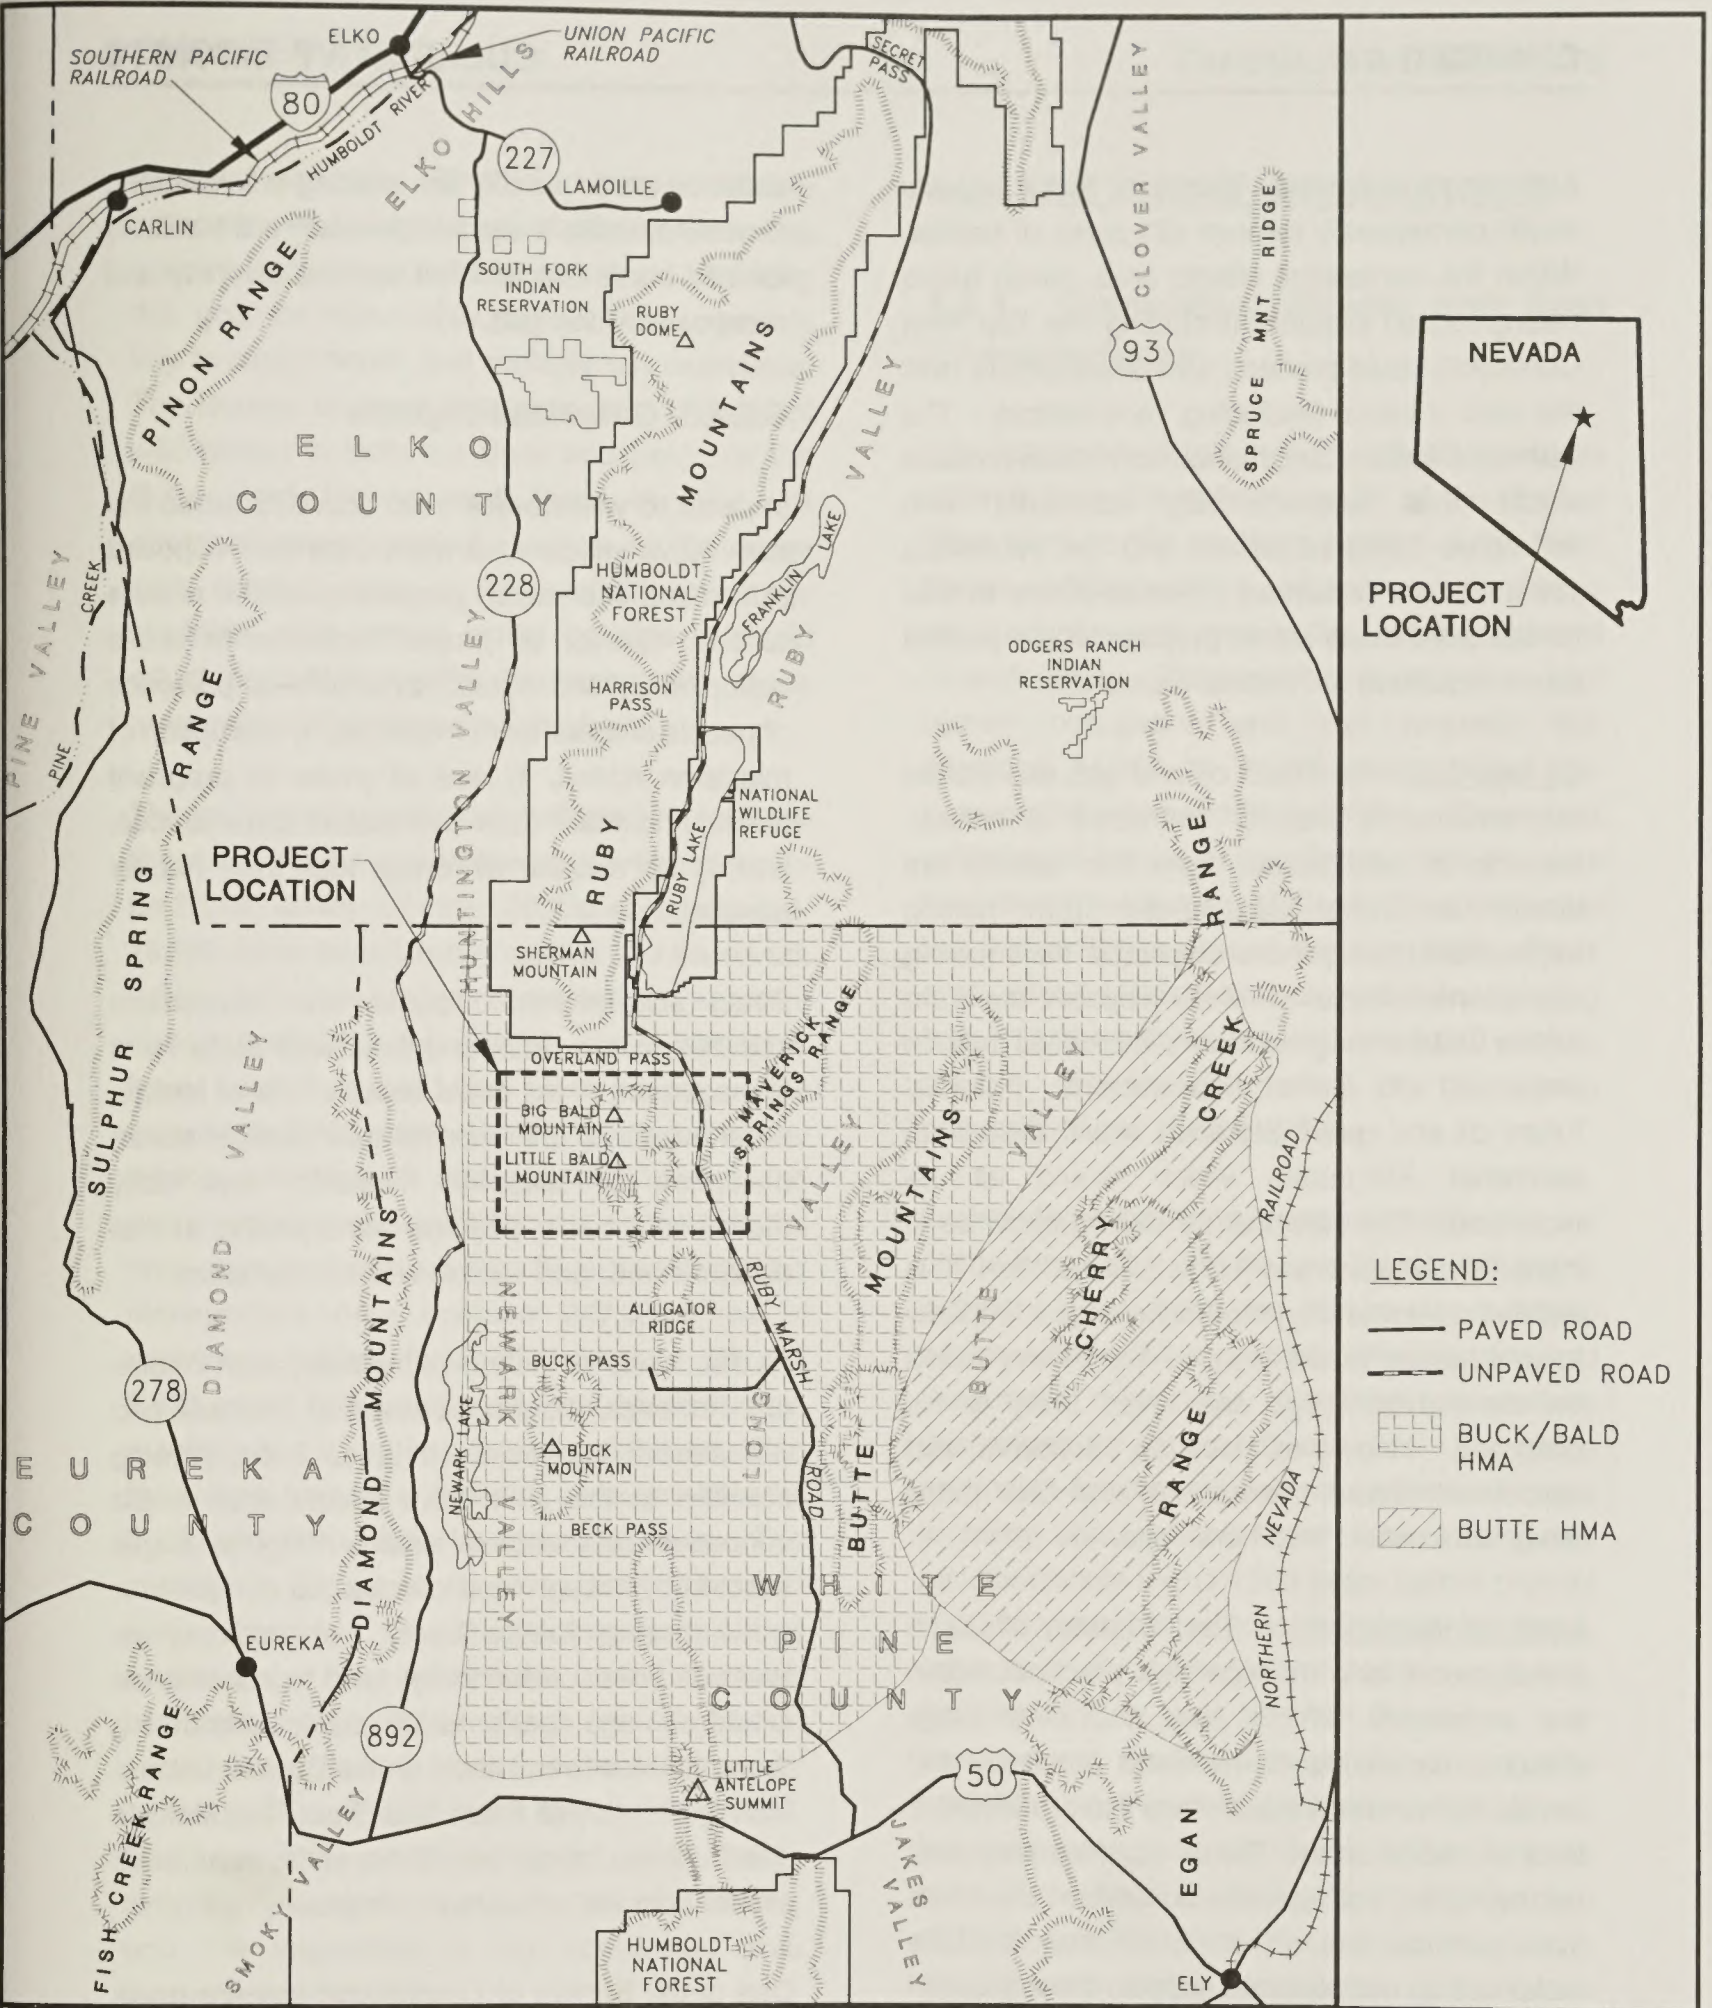 SOUTHERN PACIFIC
RAILROAD
ELKO
UNION PACIFIC
RAILROAD
80
HUMBOLDT RIVER
ELKO HILLS
227
LAMOILLE
SECRET
PASS
CLOVER VALLEY
CARLIN
PINON RANGE
SOUTH FORK
INDIAN
RESERVATION
RUBY
DOME
MOUNTAINS
RUBY
VALLEY
93
SPRUCE MNT RIDGE
ELKO
COUNTY
PINE VALLEY
PINE CREEK
228
HUMBOLDT
NATIONAL
FOREST
FRANKLIN LAKE
HARRISON
PASS
ODGERS RANCH
INDIAN
RESERVATION
SULPHUR SPRING RANGE
HUNTINGTON VALLEY
NATIONAL
WILDLIFE
REFUGE
RUBY LAKE
RUBY
PROJECT
LOCATION
SHERMAN
MOUNTAIN
OVERLAND PASS
MAVERICK
SPRINGS RANGE
BIG BALD
MOUNTAIN
LITTLE BALD
MOUNTAIN
DIAMOND VALLEY
DIAMOND MOUNTAINS
BUTTE MOUNTAINS
BUTTE VALLEY
CHERRY CREEK RANGE
RANGE
NORTHERN NEVADA RAILROAD
RUBY MARSH ROAD
ALLIGATOR
RIDGE
BUCK PASS
BUCK
MOUNTAIN
BECK PASS
NEWARK LAKE
NEWARK VALLEY
LONG VALLEY
278
EUREKA
COUNTY
WHITE
PINE
COUNTY
EUREKA
892
FISH CREEK RANGE
SMOKY VALLEY
LITTLE
ANTELOPE
SUMMIT
50
JAKES
VALLEY
EGAN
HUMBOLDT
NATIONAL
FOREST
ELY
NEVADA
PROJECT
LOCATION
LEGEND:
PAVED ROAD
UNPAVED ROAD
BUCK/BALD
HMA
BUTTE HMA